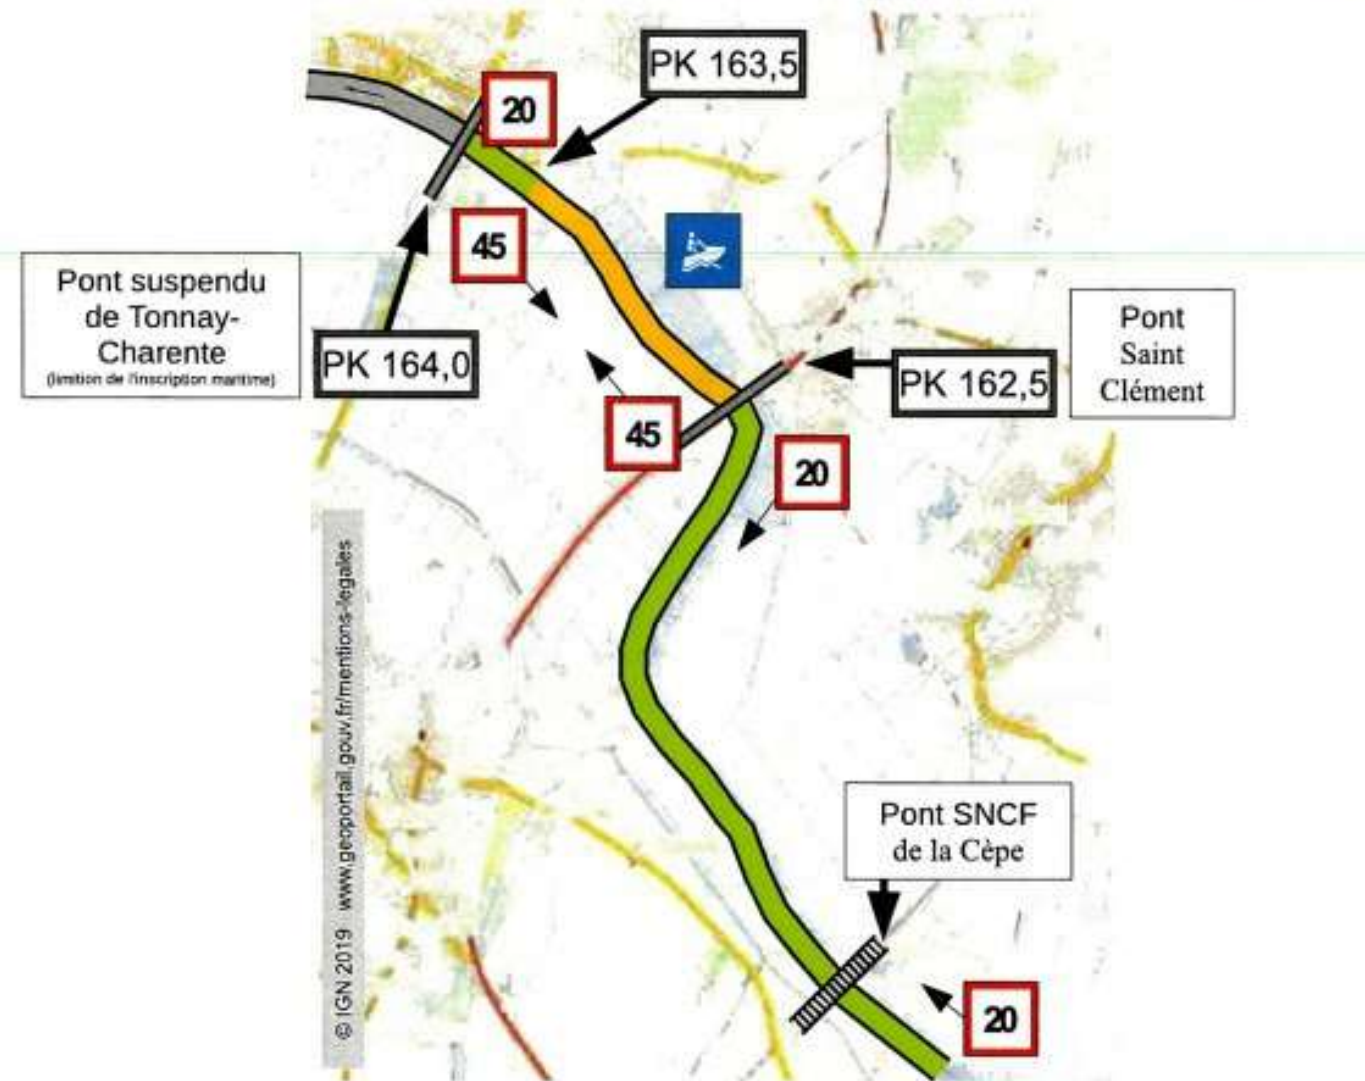 PK 163,5
20
45
Pont suspendu
de Tonnay-
Charente
(limition de l'inscription maritime)
PK 164,0
Pont
Saint
Clément
PK 162,5
45
20
© IGN 2019 www.geoportail.gouv.fr/mentions-legales
Pont SNCF
de la Cèpe
20